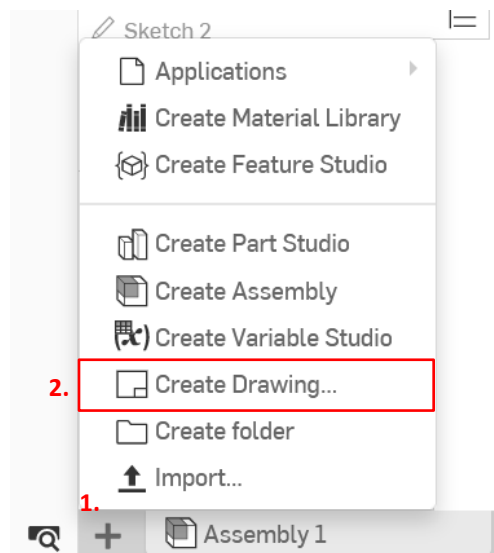 Sketch 2
Applications
Create Material Library
Create Feature Studio
Create Part Studio
Create Assembly
(x) Create Variable Studio
2. Create Drawing...
Create folder
Import...
1.
Assembly 1